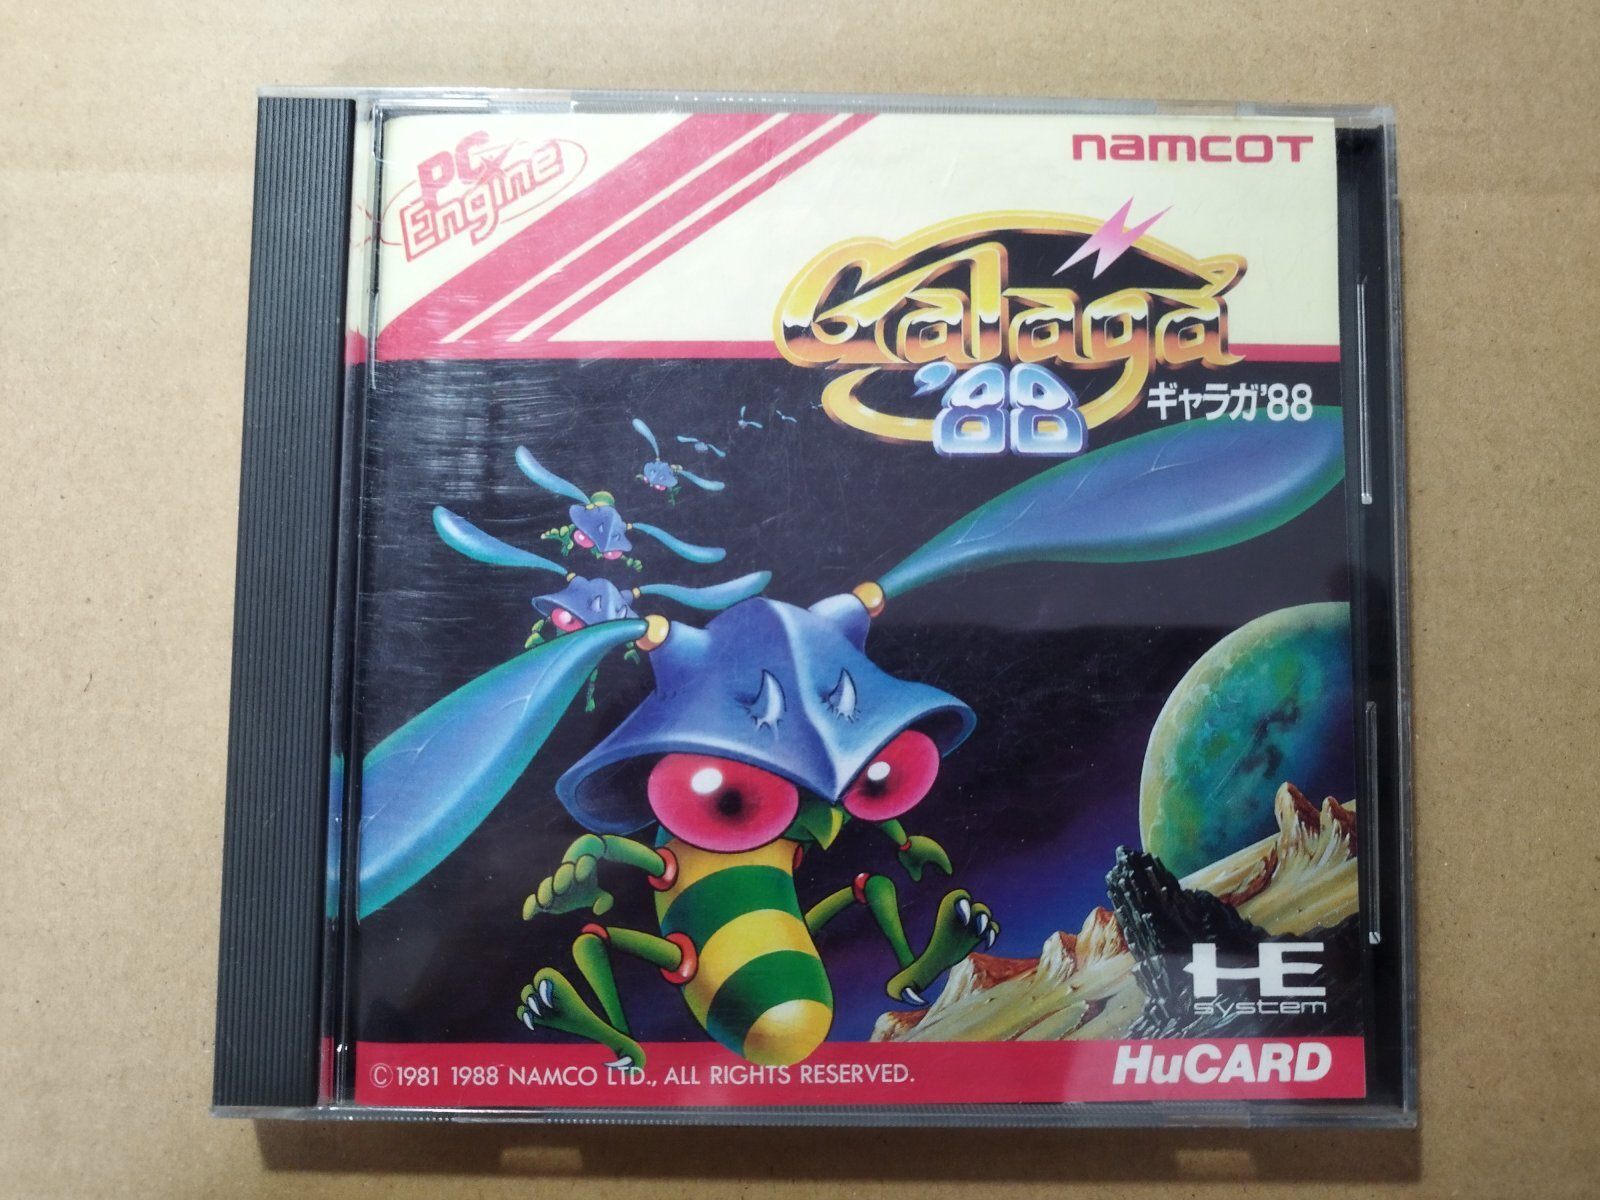 PC Engine
namcot
Galaga
'88
ギャラガ'88
HE
system
HuCARD
©1981 1988 NAMCO LTD., ALL RIGHTS RESERVED.